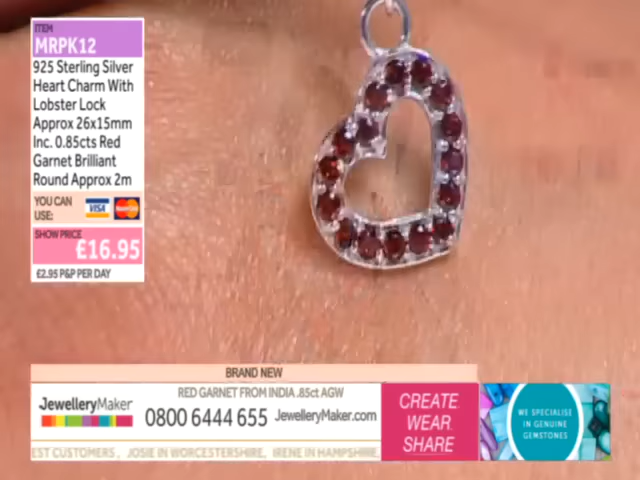 ITEM
MRPK12
925 Sterling Silver
Heart Charm With
Lobster Lock
Approx 26x15mm
Inc. 0.85cts Red
Garnet Brilliant
Round Approx 2m
YOU CAN
USE:
VISA
MasterCard
SHOW PRICE
£16.95
£2.95 P&P PER DAY
BRAND NEW
RED GARNET FROM INDIA .85ct AGW
JewelleryMaker
0800 6444 655
JewelleryMaker.com
CREATE.
WEAR.
SHARE
WE SPECIALISE
IN GENUINE
GEMSTONES
EST CUSTOMERS, JOSIE IN WORCESTERSHIRE, IRENE IN HAMPSHIRE,